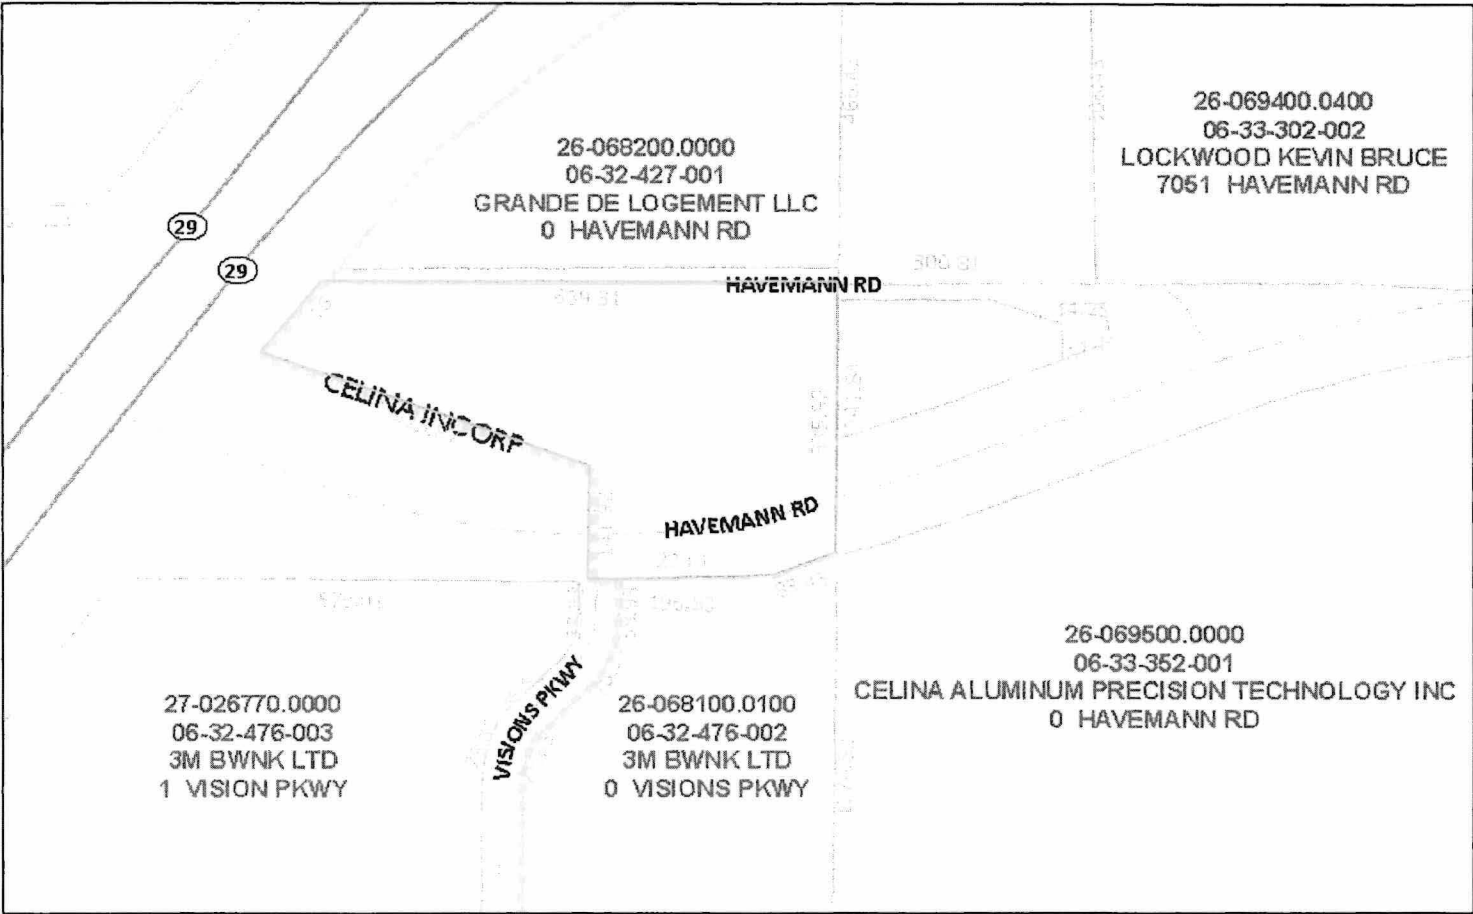 26-069400.0400
06-33-302-002
LOCKWOOD KEVIN BRUCE
7051 HAVEMANN RD
26-068200.0000
06-32-427-001
GRANDE DE LOGEMENT LLC
0 HAVEMANN RD
29
29
300.81
HAVEMANN RD
639.81
CELINA INCORP
HAVEMANN RD
26-069500.0000
06-33-352-001
CELINA ALUMINUM PRECISION TECHNOLOGY INC
0 HAVEMANN RD
VISIONS PKWY
27-026770.0000
06-32-476-003
3M BWNK LTD
1 VISION PKWY
26-068100.0100
06-32-476-002
3M BWNK LTD
0 VISIONS PKWY